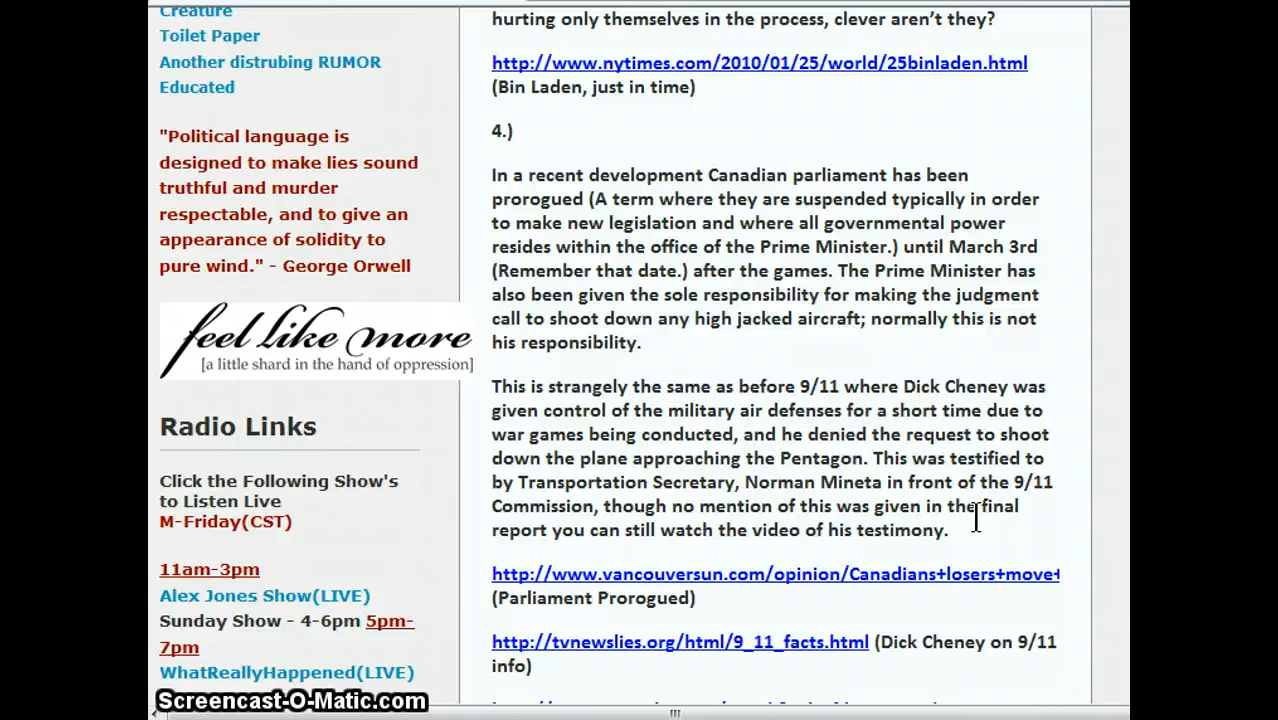 Creature
Toilet Paper
Another distrubing RUMOR
Educated
"Political language is
designed to make lies sound
truthful and murder
respectable, and to give an
appearance of solidity to
pure wind." - George Orwell
feel like more
[a little shard in the hand of oppression]
Radio Links
Click the Following Show's
to Listen Live
M-Friday(CST)
11am-3pm
Alex Jones Show(LIVE)
Sunday Show - 4-6pm 5pm-
7pm
WhatReallyHappened(LIVE)
hurting only themselves in the process, clever aren’t they?
http://www.nytimes.com/2010/01/25/world/25binladen.html
(Bin Laden, just in time)
4.)
In a recent development Canadian parliament has been
prorogued (A term where they are suspended typically in order
to make new legislation and where all governmental power
resides within the office of the Prime Minister.) until March 3rd
(Remember that date.) after the games. The Prime Minister has
also been given the sole responsibility for making the judgment
call to shoot down any high jacked aircraft; normally this is not
his responsibility.
This is strangely the same as before 9/11 where Dick Cheney was
given control of the military air defenses for a short time due to
war games being conducted, and he denied the request to shoot
down the plane approaching the Pentagon. This was testified to
by Transportation Secretary, Norman Mineta in front of the 9/11
Commission, though no mention of this was given in the final
report you can still watch the video of his testimony.
http://www.vancouversun.com/opinion/Canadians+losers+move+
(Parliament Prorogued)
http://tvnewslies.org/html/9_11_facts.html (Dick Cheney on 9/11
info)
Screencast-O-Matic.com